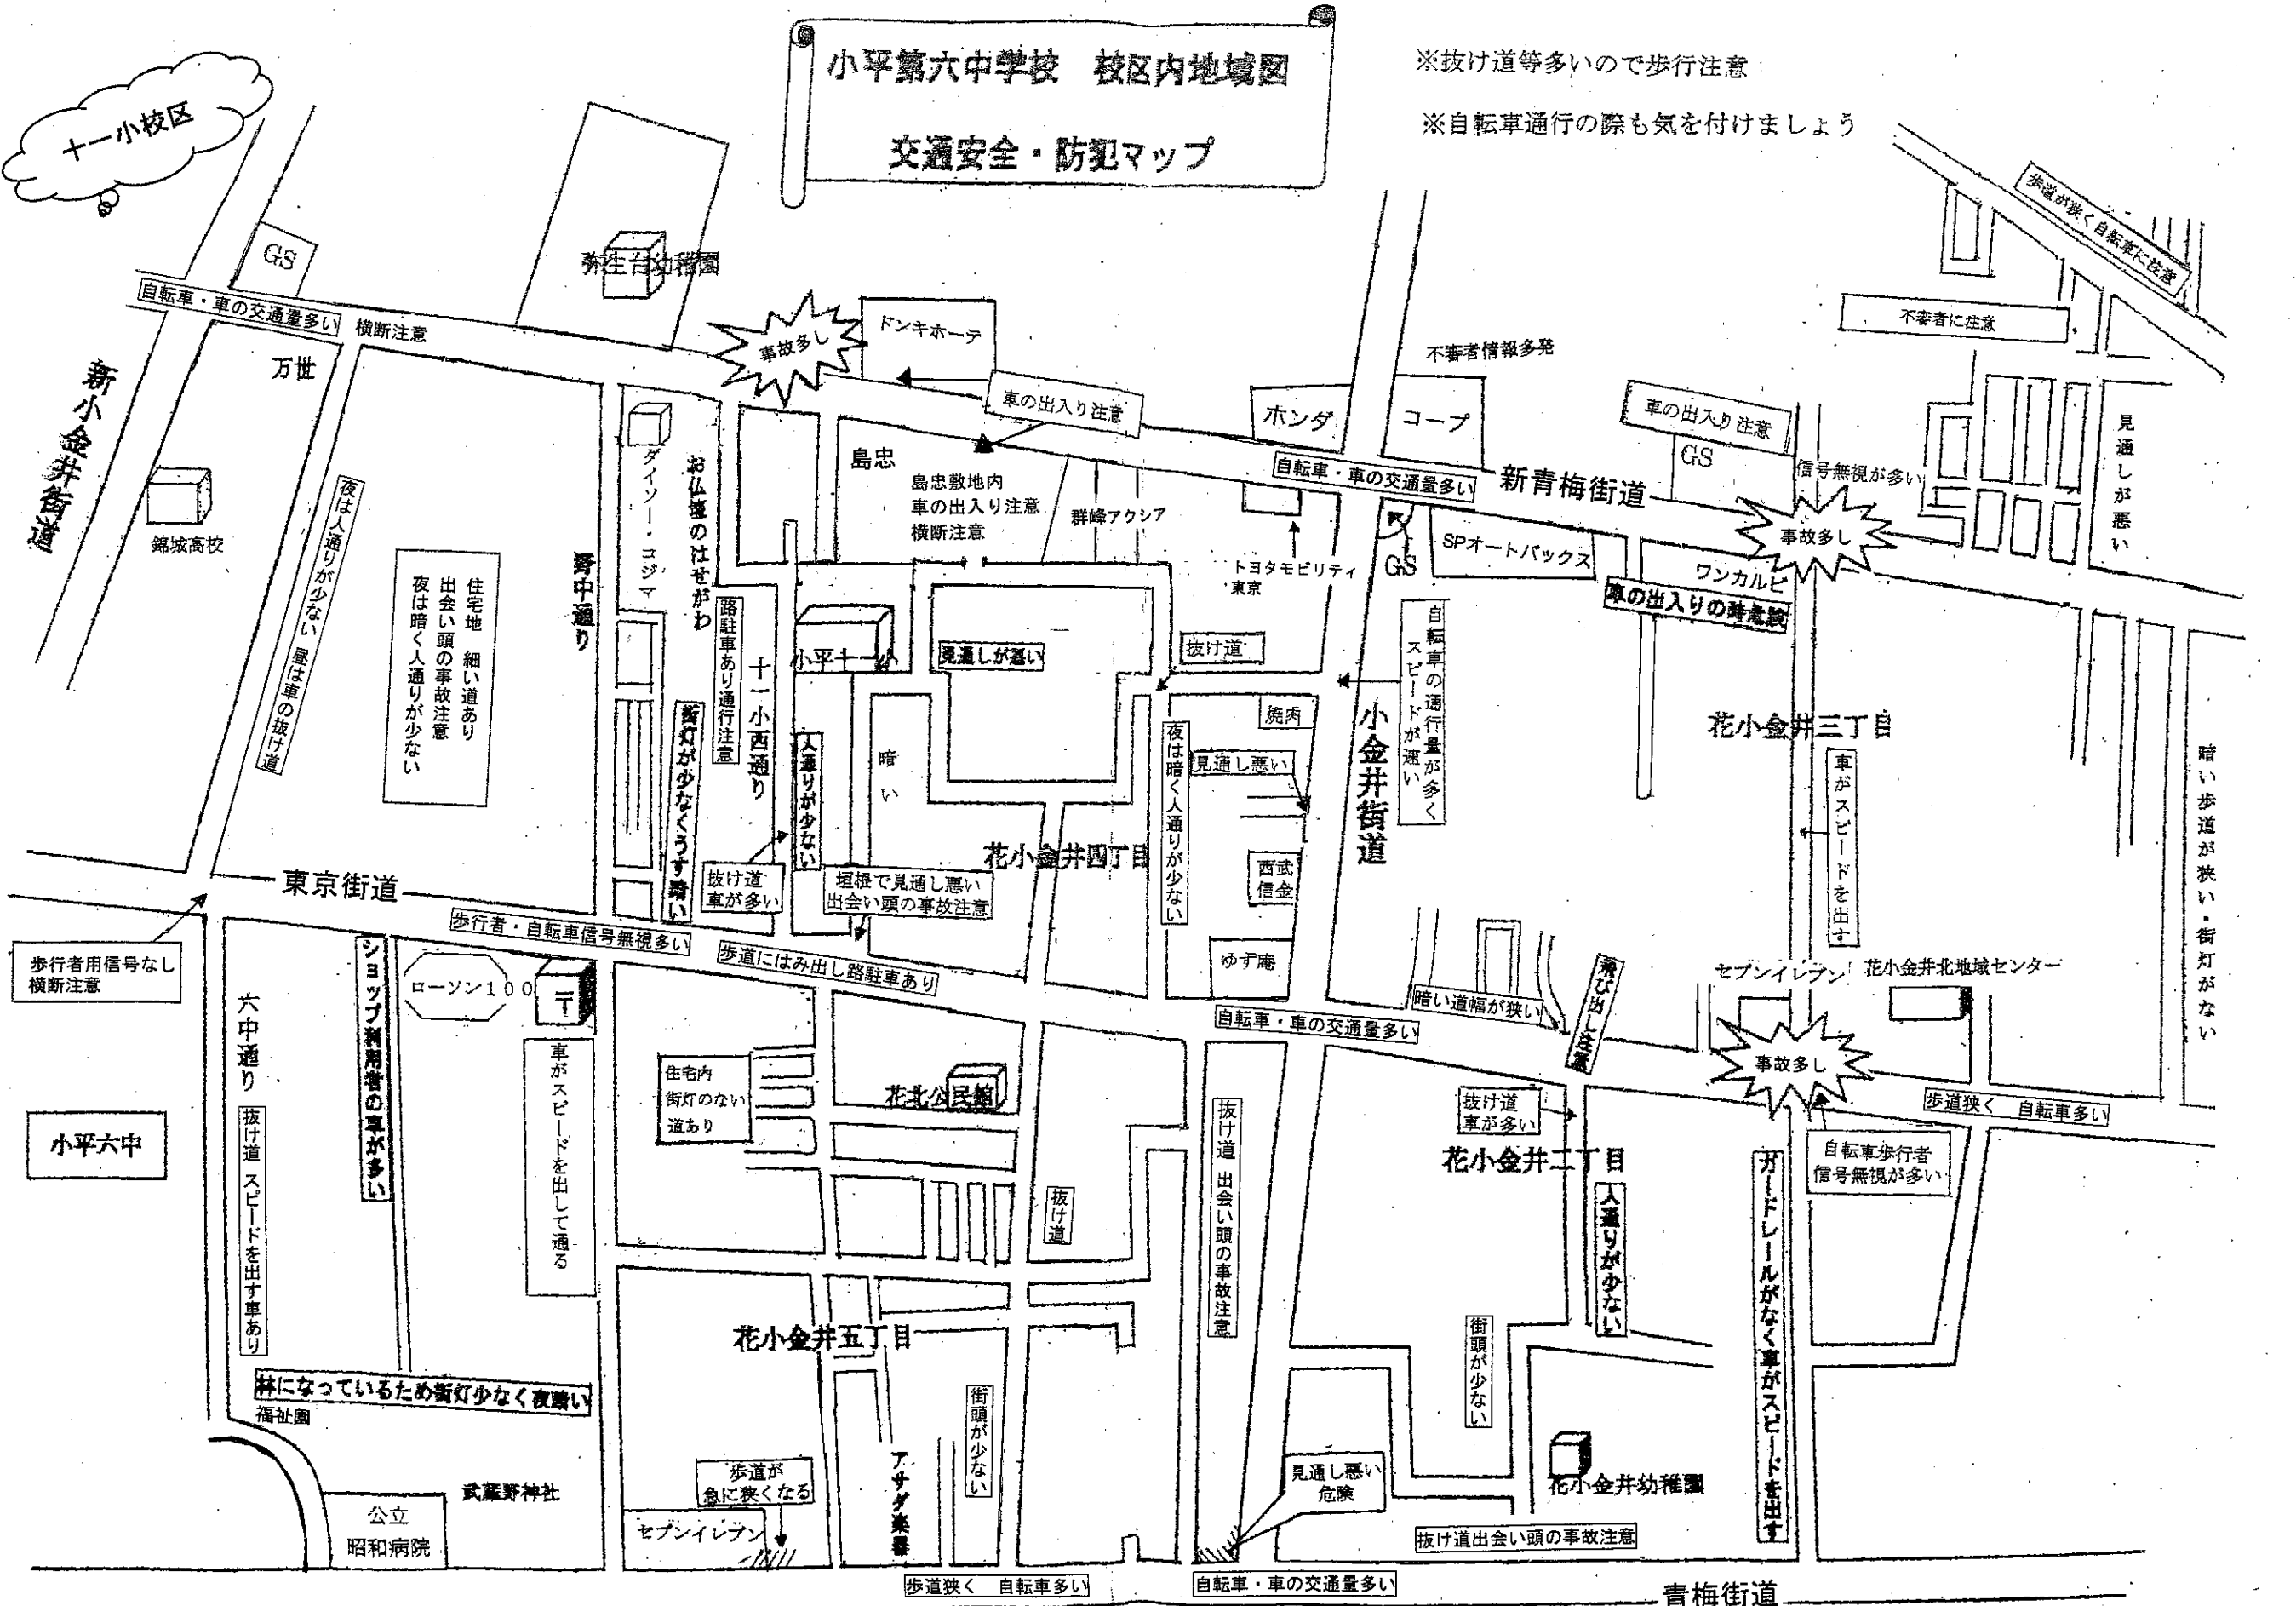 小平第六中学校 校区内地域図
交通安全・防犯マップ
※抜け道等多いので歩行注意
※自転車通行の際も気を付けましょう
十一小校区
歩道が狭く自転車に注意
GS
弥生台幼稚園
自転車・車の交通量多い
横断注意
万世
事故多し
ドンキホーテ
車の出入り注意
不審者に注意
不審者情報多発
ホンダ
コープ
車の出入り注意
GS
信号無視が多い
見通しが悪い
新小金井街道
錦城高校
夜は人通りが少ない 昼は車の抜け道
住宅地 細い道あり
出会い頭の事故注意
夜は暗く人通りが少ない
野中通り
ダイソー・コジマ
お仏壇のはせがわ
島忠
島忠敷地内
車の出入り注意
横断注意
群峰アクシア
自転車・車の交通量多い
新青梅街道
事故多し
トヨタモビリティ
東京
GS
SPオートバックス
ワンカルビ
車の出入りの時危険
路駐車あり通行注意
十一小西通り
小平十一小
見通しが悪い
抜け道
自転車の通行量が多く
スピードが速い
街灯が少なくうす暗い
人通りが少ない
暗い
夜は暗く人通りが少ない
焼肉
見通し悪い
小金井街道
花小金井三丁目
車がスピードを出す
暗い歩道が狭い・街灯がない
花小金井四丁目
西武
信金
東京街道
抜け道
車が多い
垣根で見通し悪い
出会い頭の事故注意
歩行者・自転車信号無視多い
歩道にはみ出し路駐車あり
ゆず庵
歩行者用信号なし
横断注意
ショップ利用者の車が多い
ローソン100
〒
六中通り
自転車・車の交通量多い
暗い道幅が狭い
飛び出し注意
セブンイレブン
花小金井北地域センター
事故多し
歩道狭く 自転車多い
自転車歩行者
信号無視が多い
小平六中
抜け道 スピードを出す車あり
車がスピードを出して通る
住宅内
街灯のない
道あり
花北公民館
抜け道
抜け道 出会い頭の事故注意
抜け道
車が多い
花小金井二丁目
人通りが少ない
ガードレールがなく車がスピードを出す
花小金井五丁目
街頭が少ない
街頭が少ない
林になっているため街灯少なく夜暗い
福祉園
武蔵野神社
公立
昭和病院
歩道が
急に狭くなる
セブンイレブン
アサダ楽器
見通し悪い
危険
花小金井幼稚園
抜け道出会い頭の事故注意
歩道狭く 自転車多い
自転車・車の交通量多い
青梅街道